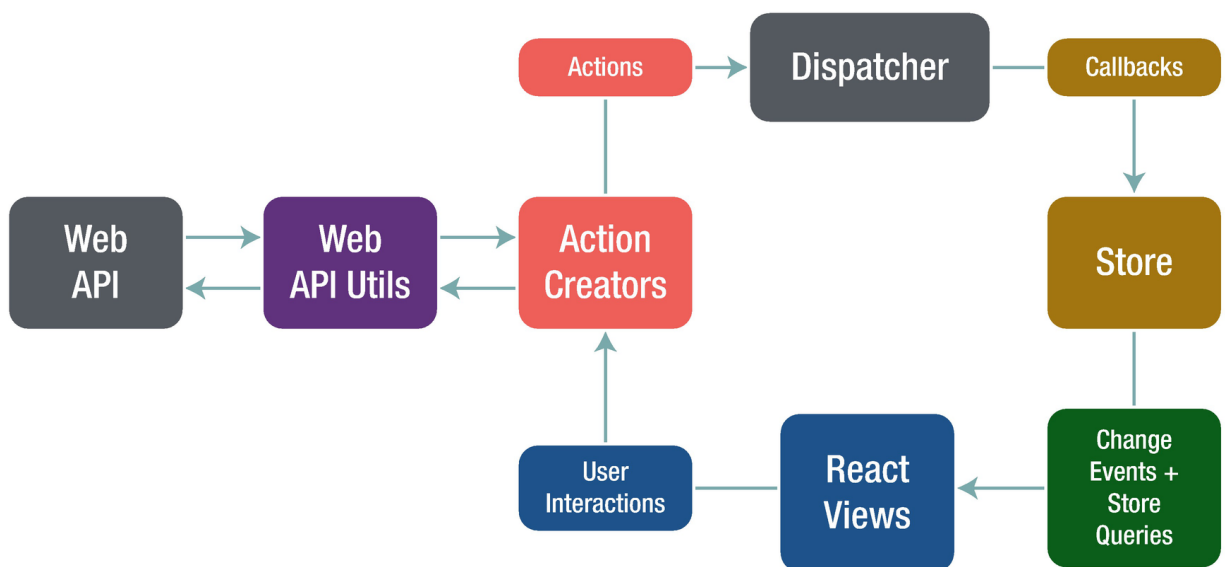 Actions
Dispatcher
Callbacks
Web
API
Web
API Utils
Action
Creators
Store
User
Interactions
React
Views
Change
Events +
Store
Queries